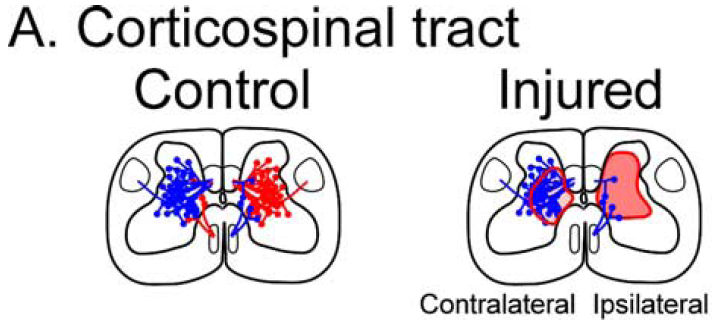 A. Corticospinal tract
Control Injured
Contralateral Ipsilateral